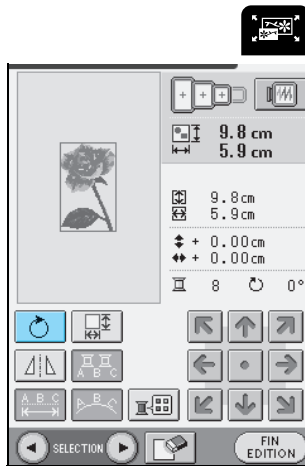 9.8 cm
5.9 cm
9.8cm
5.9cm
+ 0.00cm
+ 0.00cm
8 0°
A B C
A B C
A B C
SELECTION
FIN
EDITION